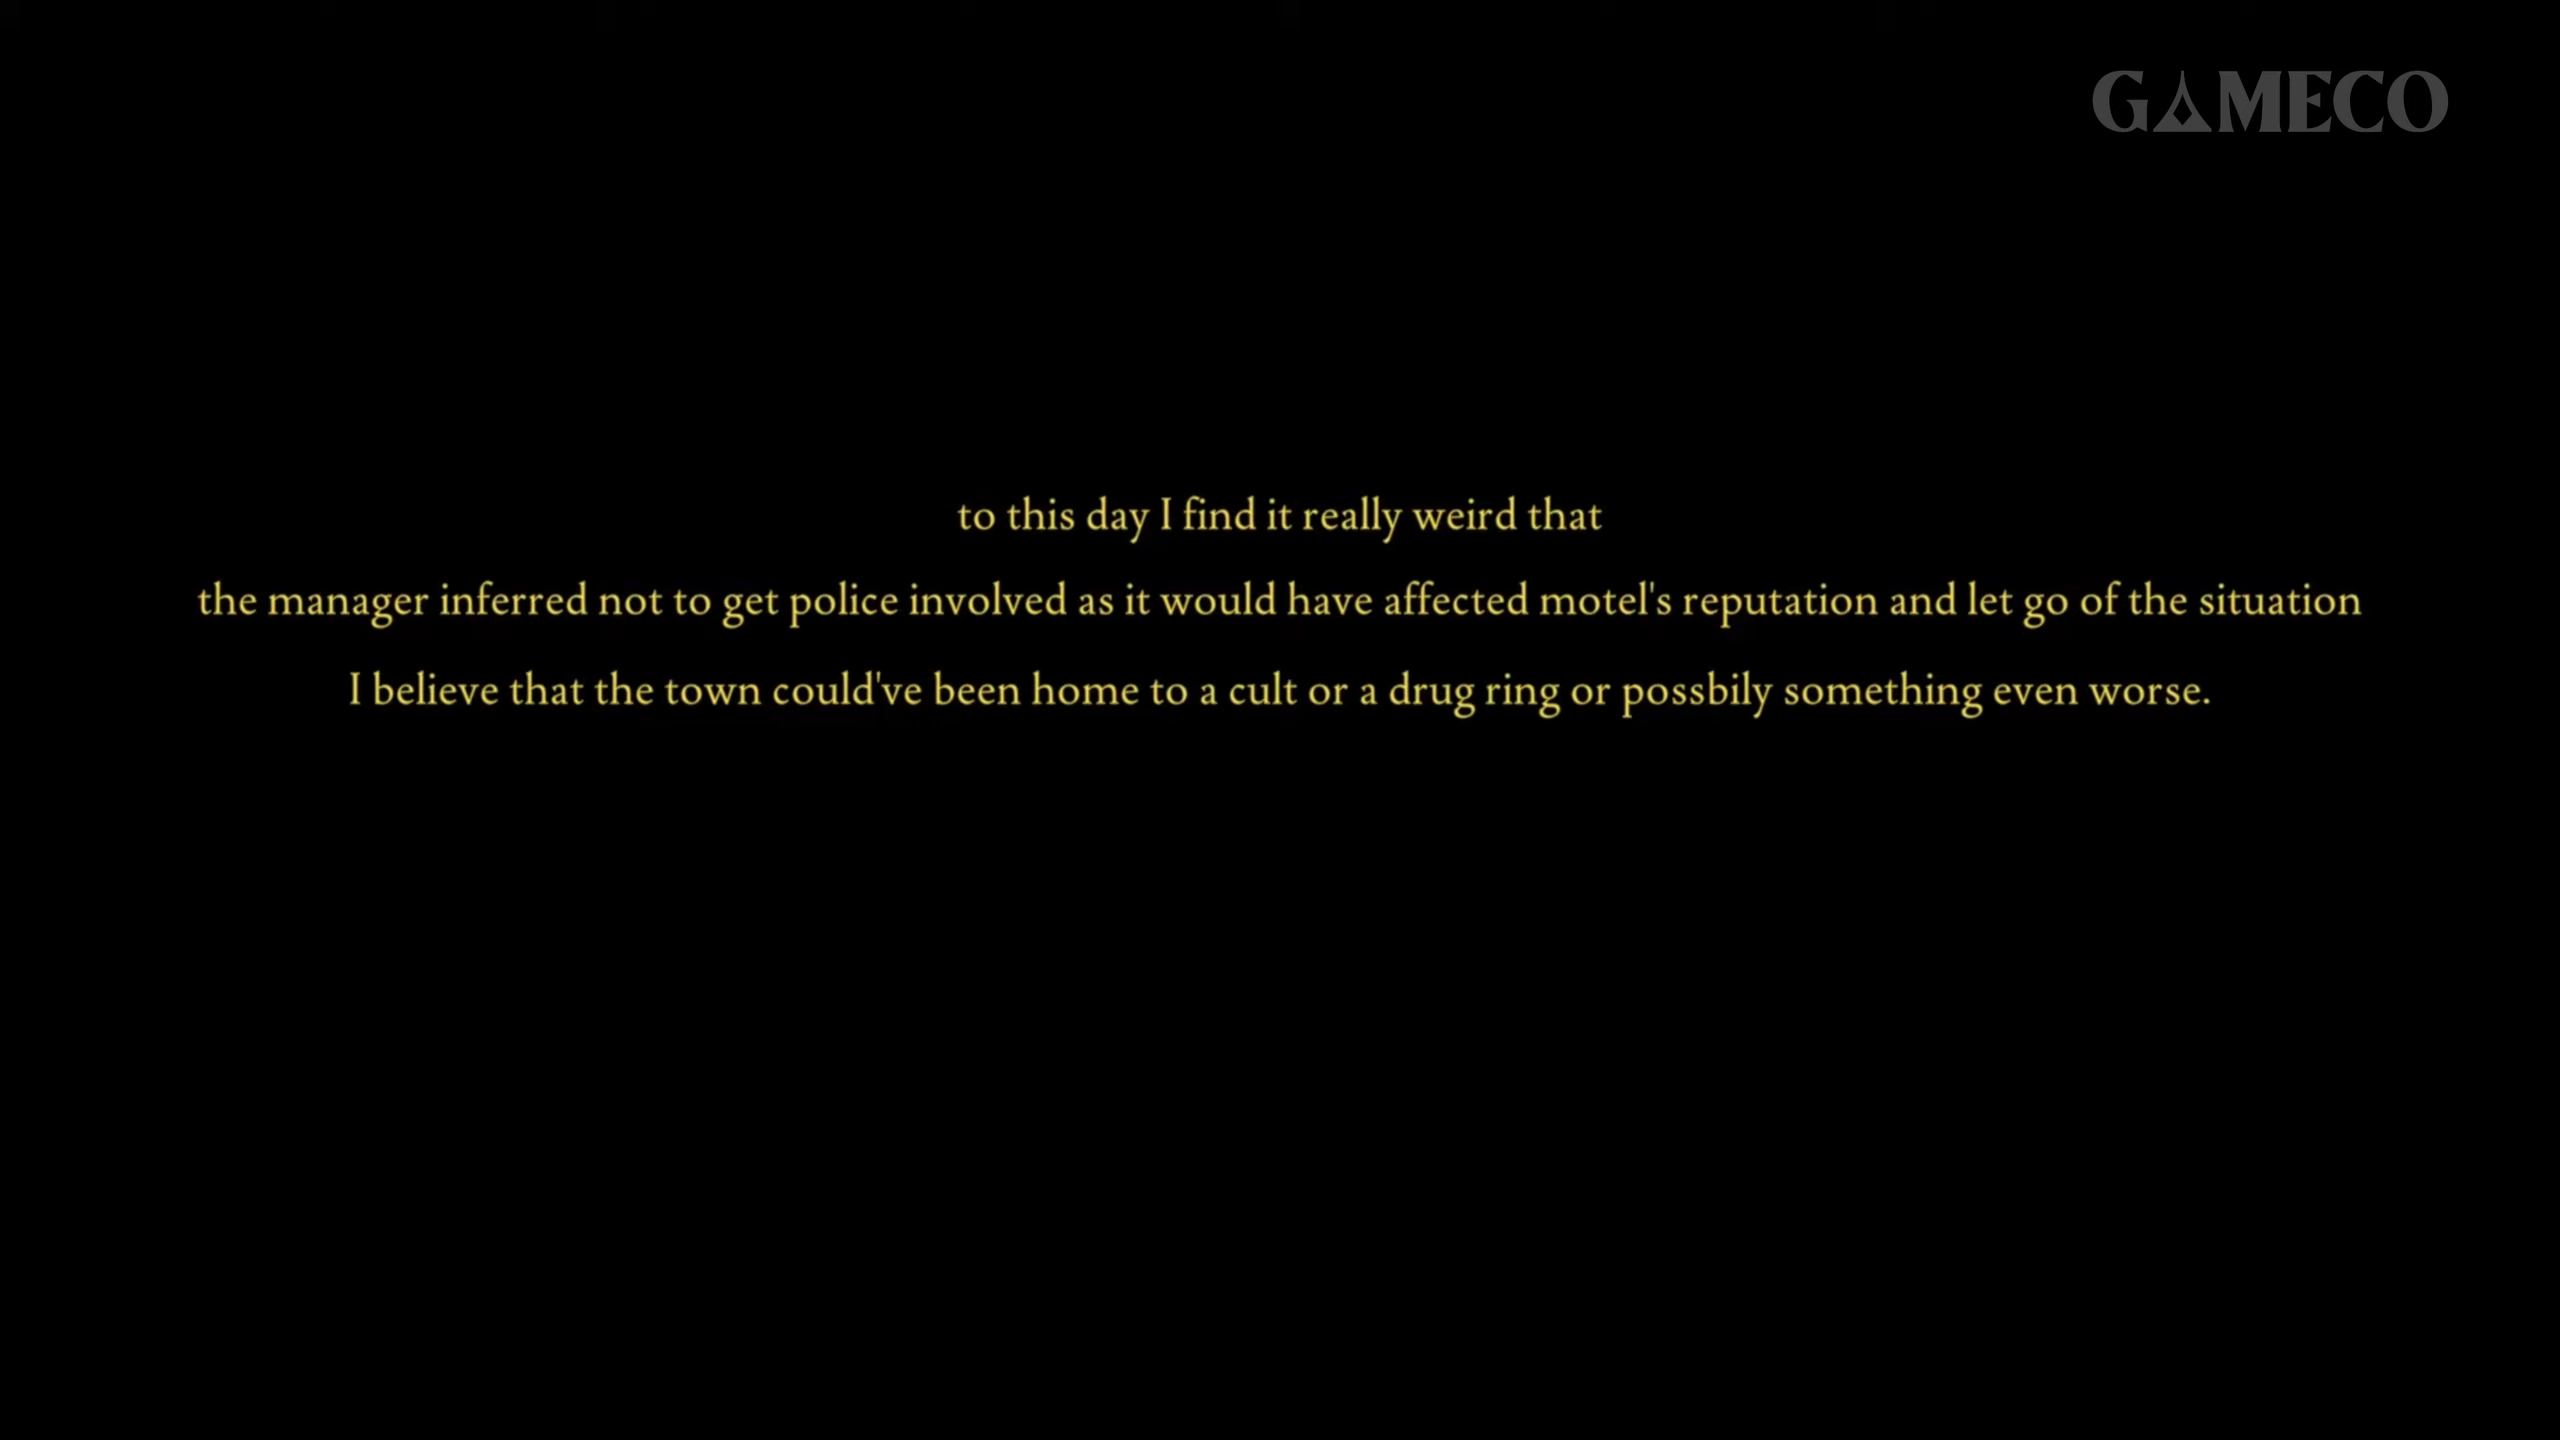 GAMECO
to this day I find it really weird that
the manager inferred not to get police involved as it would have affected motel's reputation and let go of the situation
I believe that the town could've been home to a cult or a drug ring or possbily something even worse.